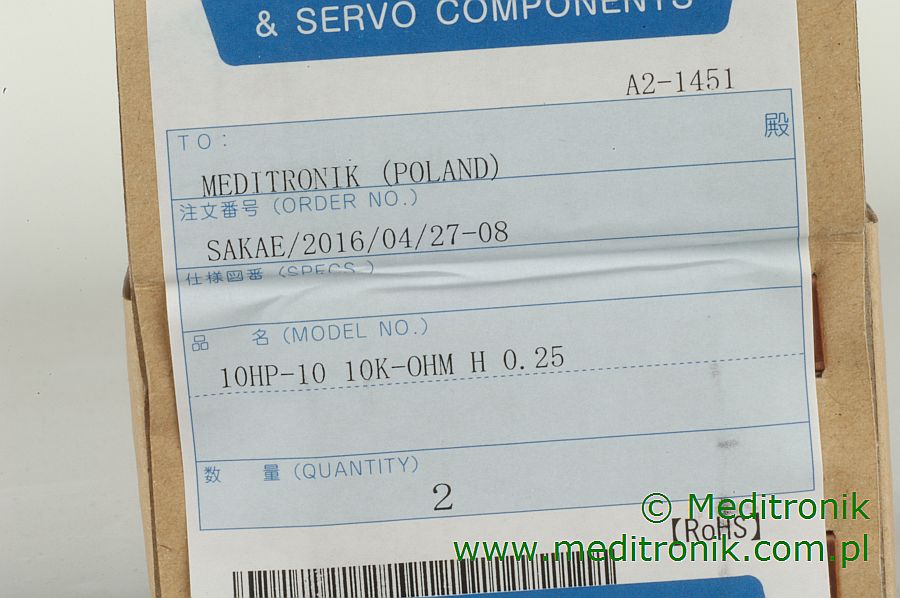 & SERVO COMPONENTS
A2-1451
TO:
殿
MEDITRONIK (POLAND)
注文番号 (ORDER NO.)
SAKAE/2016/04/27-08
仕様図番 (SPECS.)
品 名 (MODEL NO.)
10HP-10 10K-OHM H 0.25
数 量 (QUANTITY)
2
© Meditronik
【RoHS】
www.meditronik.com.pl